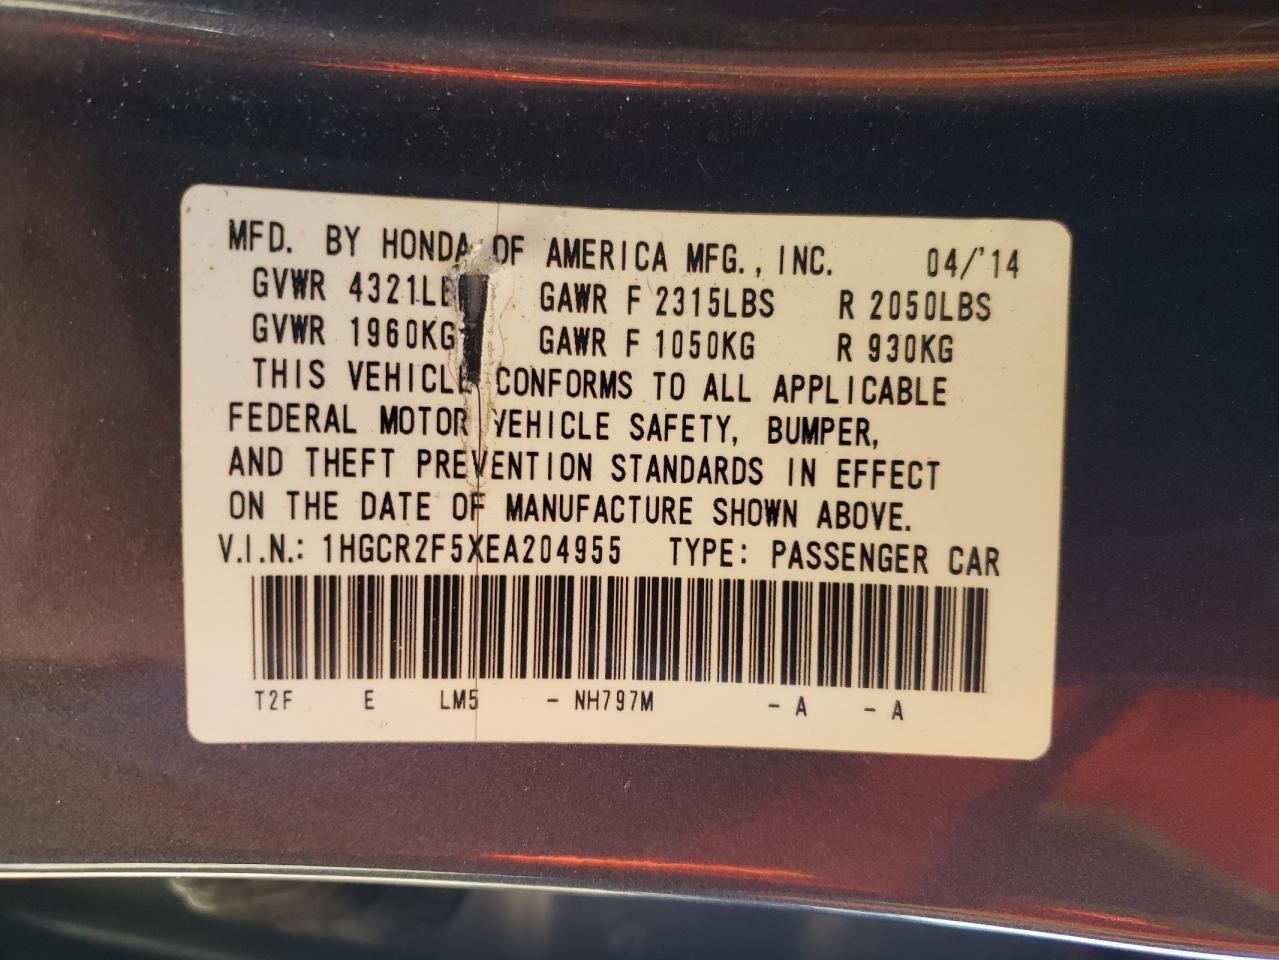 MFD. BY HONDA OF AMERICA MFG., INC. 04/'14
GVWR 4321LBS GAWR F 2315LBS R 2050LBS
GVWR 1960KG GAWR F 1050KG R 930KG
THIS VEHICLE CONFORMS TO ALL APPLICABLE
FEDERAL MOTOR VEHICLE SAFETY, BUMPER,
AND THEFT PREVENTION STANDARDS IN EFFECT
ON THE DATE OF MANUFACTURE SHOWN ABOVE.
V.I.N.: 1HGCR2F5XEA204955 TYPE: PASSENGER CAR
T2F E LM5 - NH797M - A - A